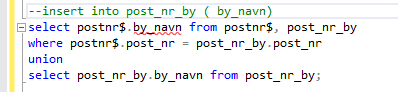 --insert into post_nr_by ( by_navn)
select postnr$.by_navn from postnr$, post_nr_by
where postnr$.post_nr = post_nr_by.post_nr
union
select post_nr_by.by_navn from post_nr_by;